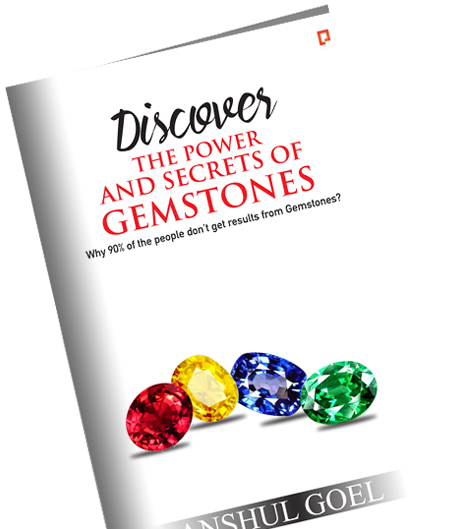 Discover
THE POWER
AND SECRETS OF
GEMSTONES
Why 90% of the people don't get results from Gemstones?
ANSHUL GOEL